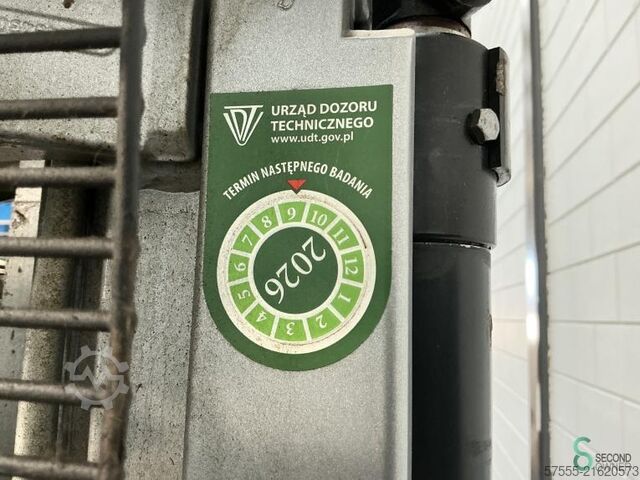 URZĄD DOZORU
TECHNICZNEGO
www.udt.gov.pl
TERMIN NASTĘPNEGO BADANIA
9
10
11
12
1
2
3
4
5
6
7
8
2026
SECOND
OWNER
57555-21620573